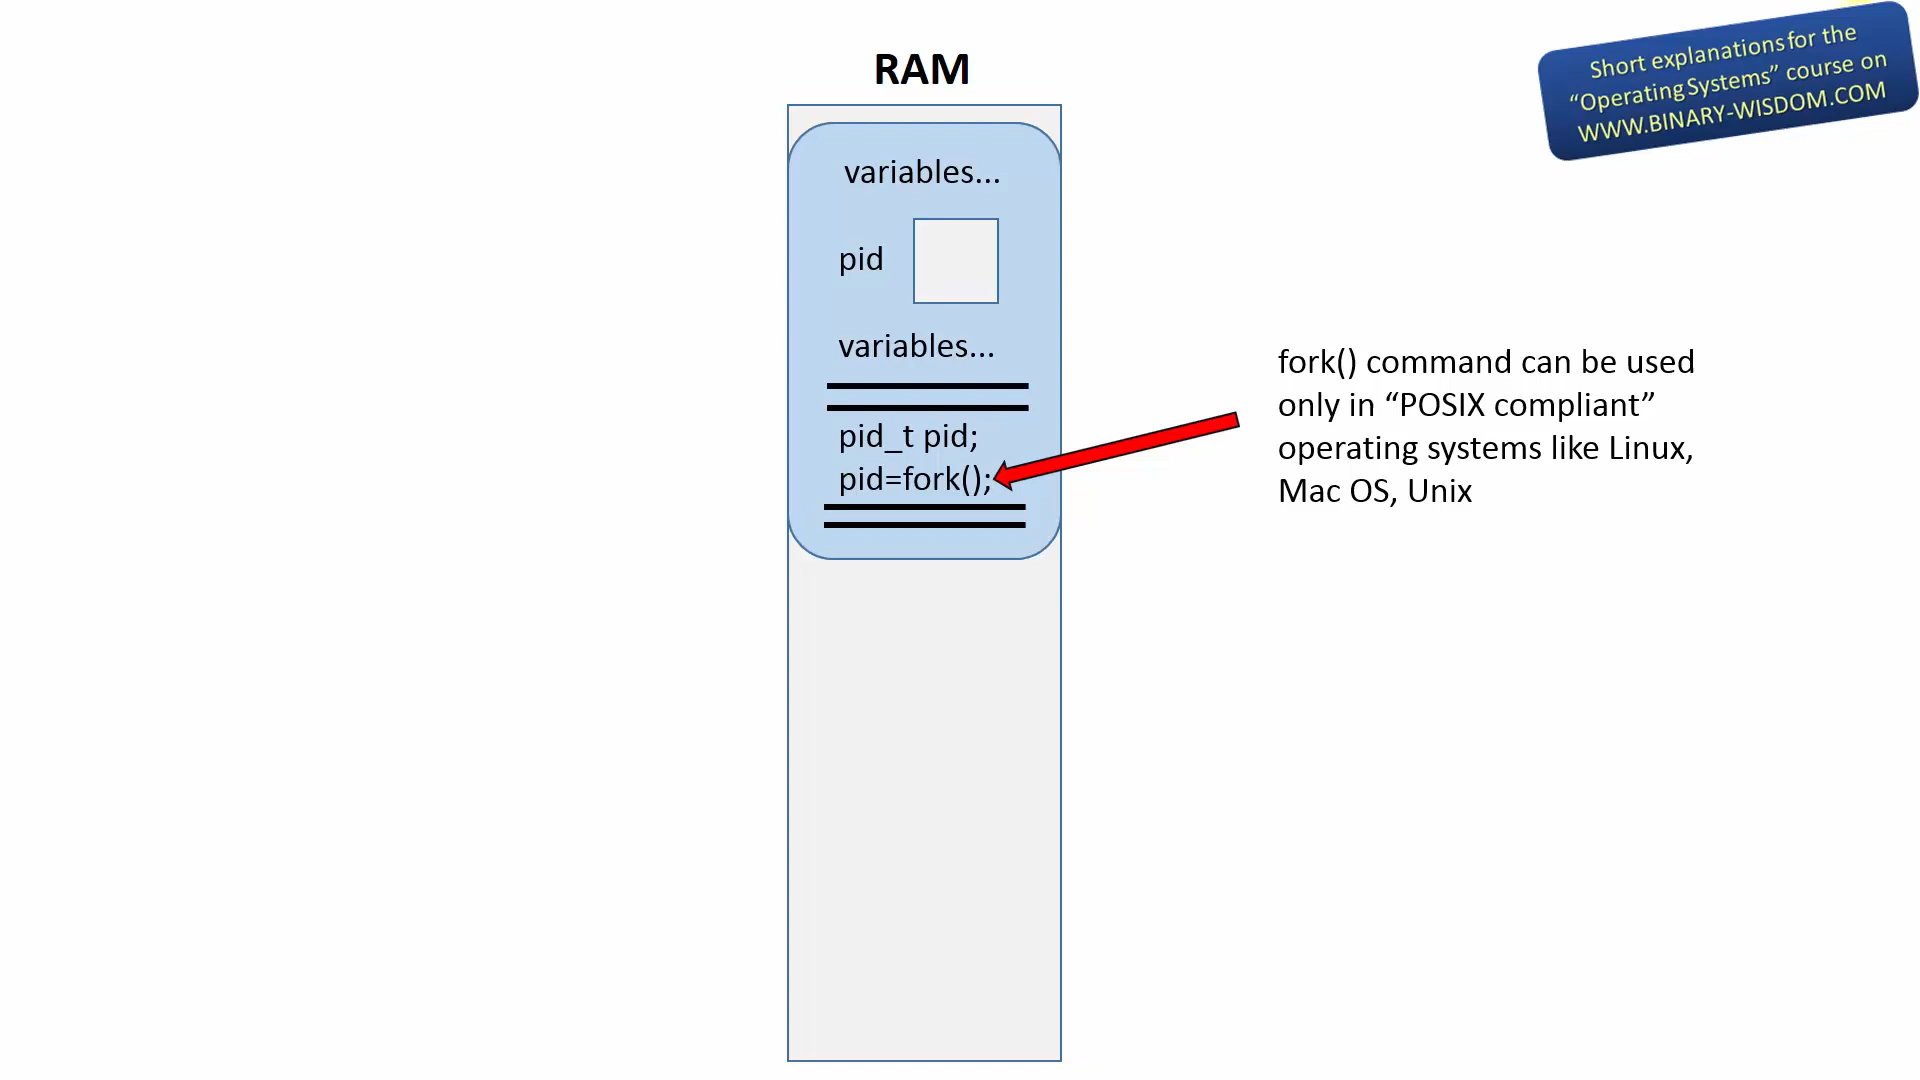 RAM
Short explanations for the
“Operating Systems” course on
WWW.BINARY-WISDOM.COM
variables...
pid
variables...
pid_t pid;
pid=fork();
fork() command can be used
only in “POSIX compliant”
operating systems like Linux,
Mac OS, Unix